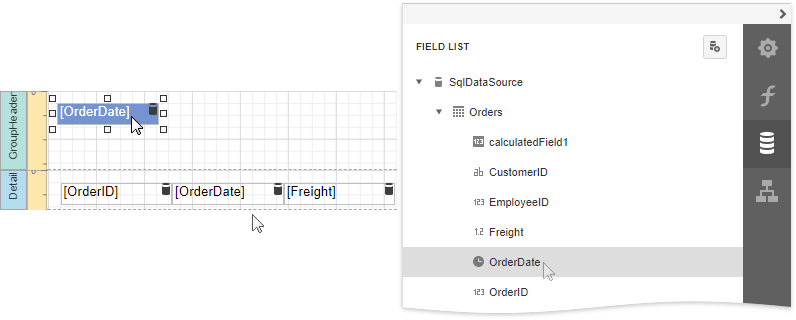 GroupHeader
[OrderDate]
Detail
[OrderID] [OrderDate] [Freight]
FIELD LIST
SqlDataSource
Orders
123 calculatedField1
ab CustomerID
123 EmployeeID
1.2 Freight
OrderDate
123 OrderID